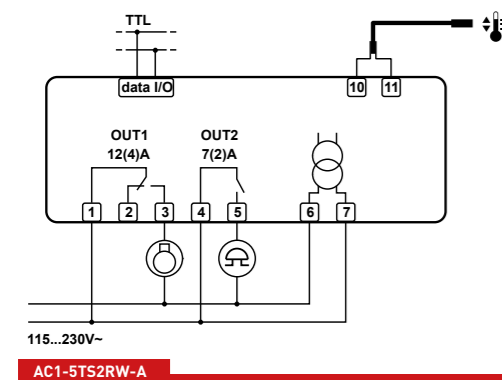 TTL
data I/O
10 11
OUT1 OUT2
12(4)A 7(2)A
1 2 3 4 5 6 7
115...230V~
AC1-5TS2RW-A